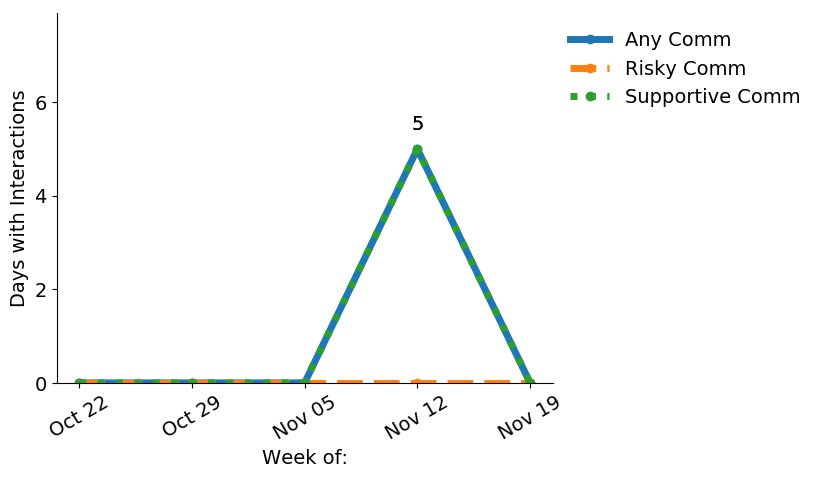 Any Comm
Risky Comm
Supportive Comm
Days with Interactions
6
4
2
0
5
Oct 22
Oct 29
Nov 05
Nov 12
Nov 19
Week of: